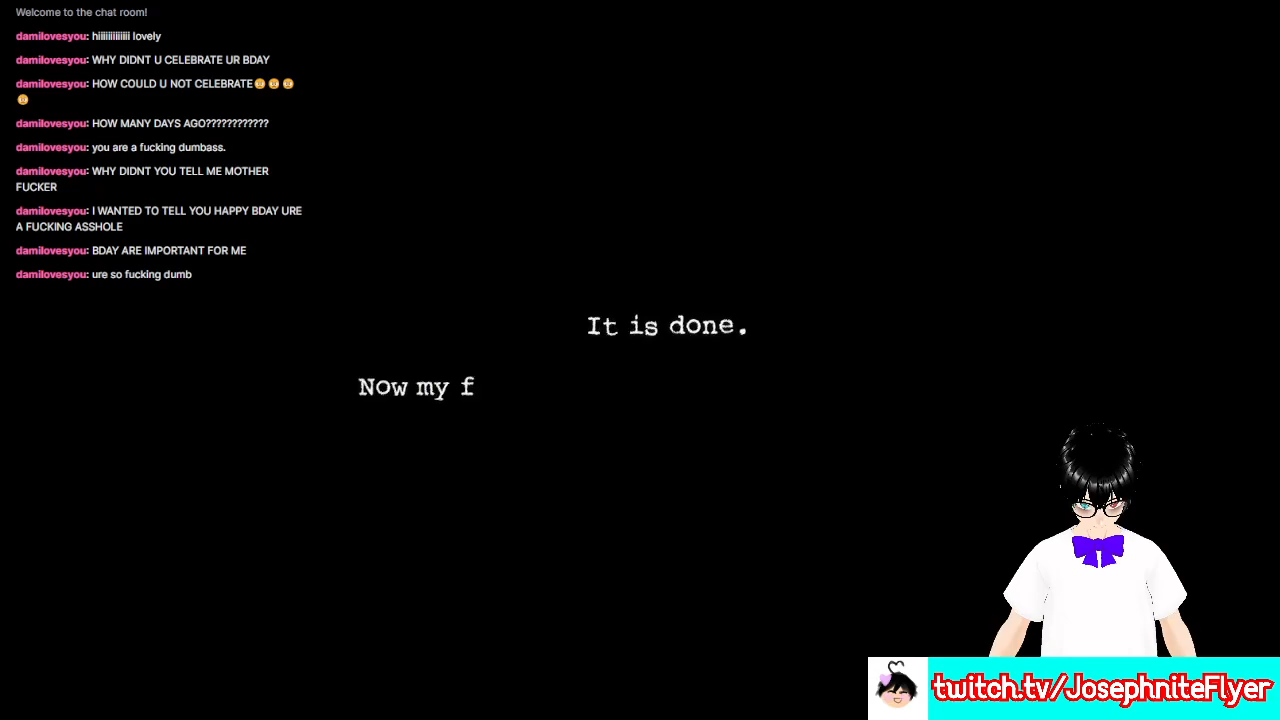 Welcome to the chat room!
damilovesyou: hiiiiiiiiiiiiii lovely
damilovesyou: WHY DIDNT U CELEBRATE UR BDAY
damilovesyou: HOW COULD U NOT CELEBRATE
damilovesyou: HOW MANY DAYS AGO????????????
damilovesyou: you are a fucking dumbass.
damilovesyou: WHY DIDNT YOU TELL ME MOTHER
FUCKER
damilovesyou: I WANTED TO TELL YOU HAPPY BDAY URE
A FUCKING ASSHOLE
damilovesyou: BDAY ARE IMPORTANT FOR ME
damilovesyou: ure so fucking dumb
It is done.
Now my f
twitch.tv/JosephniteFlyer